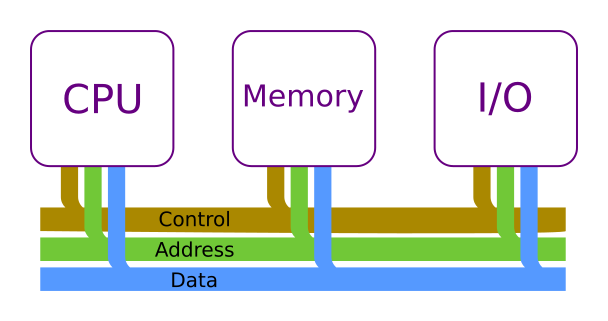 CPU
Memory
I/O
Control
Address
Data